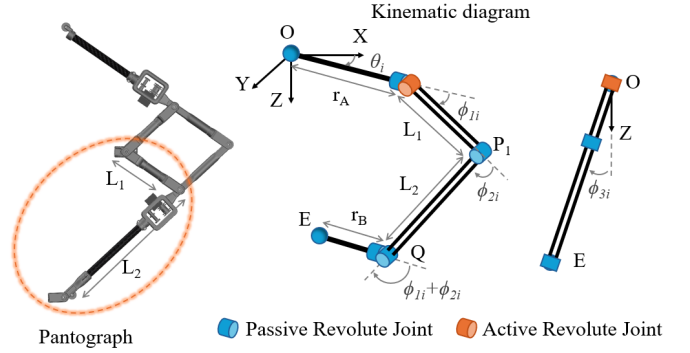 Kinematic diagram
O
X
Y
Z
θi
rA
ϕ1i
L1
P1
L2
ϕ2i
E
rB
Q
ϕ1i+ϕ2i
O
Z
ϕ3i
E
L1
L2
Pantograph
Passive Revolute Joint
Active Revolute Joint